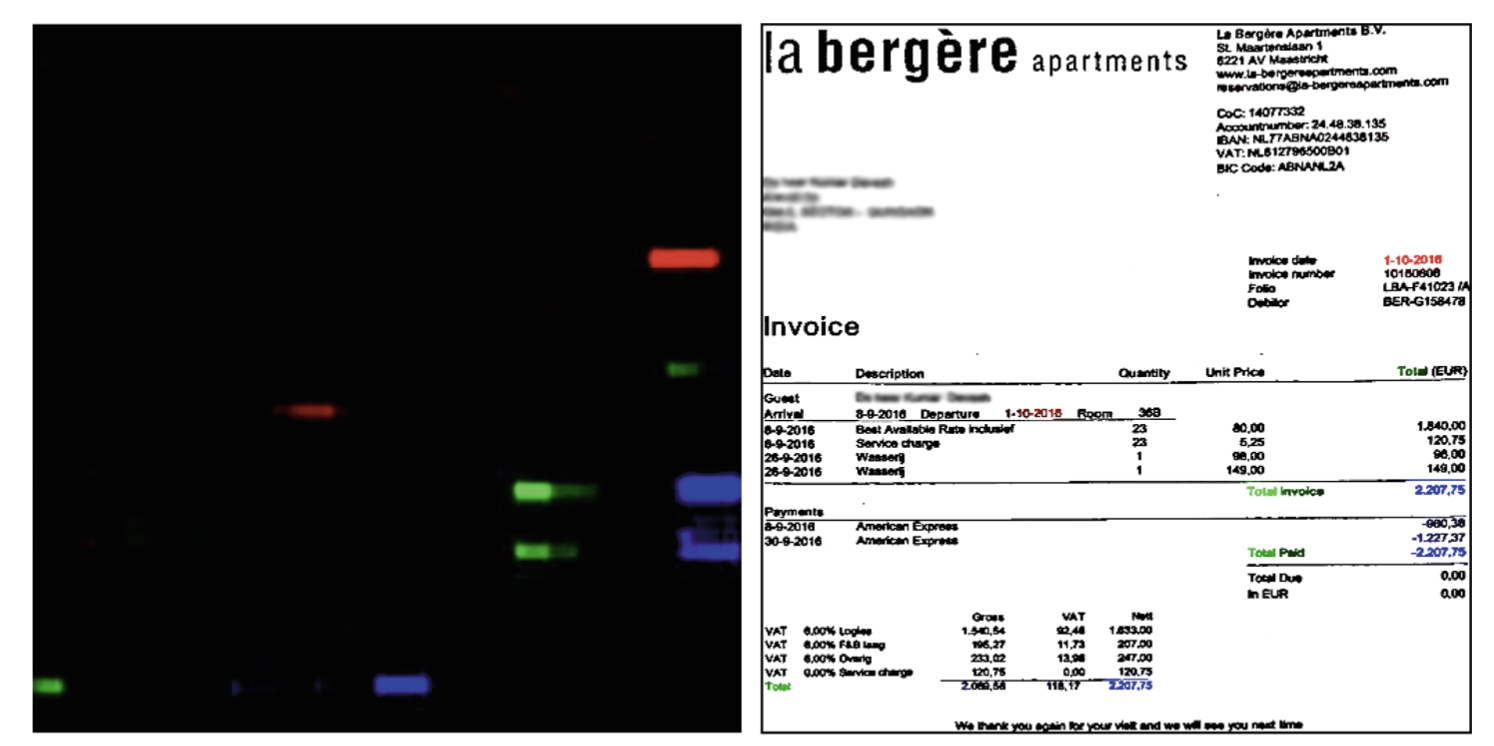 la bergère apartments
La Bergère Apartments B.V.
St. Maartenslaan 1
6221 AV Maastricht
www.la-bergereapartments.com
reservations@la-bergereapartments.com
CoC: 14077332
Accountnumber: 24.48.38.135
IBAN: NL77ABNA0244838135
VAT: NL812796500B01
BIC Code: ABNANL2A
Invoice date 1-10-2016
Invoice number 10160606
Folio LBA-F41023 /A
Debitor BER-G158478
Invoice
Date Description Quantity Unit Price Total (EUR)
Guest
Arrival 8-9-2016 Departure 1-10-2016 Room 36B
8-9-2016 Best Available Rate inclusief 23 80,00 1.840,00
8-9-2016 Service charge 23 5,25 120,75
26-9-2016 Wasserij 1 98,00 98,00
26-9-2016 Wasserij 1 149,00 149,00
Total invoice 2.207,75
Payments
8-9-2016 American Express -980,38
30-9-2016 American Express -1.227,37
Total Paid -2.207,75
Total Due 0,00
In EUR 0,00
Gross VAT Nett
VAT 6,00% Logies 1.540,54 92,46 1.633,00
VAT 6,00% F&B laag 195,27 11,73 207,00
VAT 6,00% Overig 233,02 13,98 247,00
VAT 0,00% Service charge 120,75 0,00 120,75
Total 2.089,58 118,17 2.207,75
We thank you again for your visit and we will see you next time